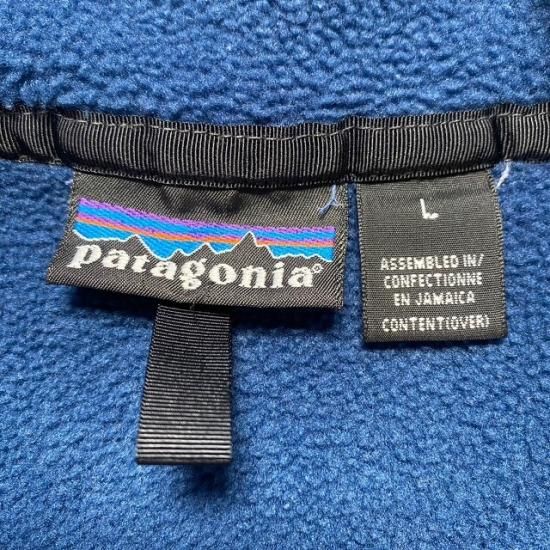 patagonia®
L
ASSEMBLED IN/
CONFECTIONNE
EN JAMAICA
CONTENT(OVER)